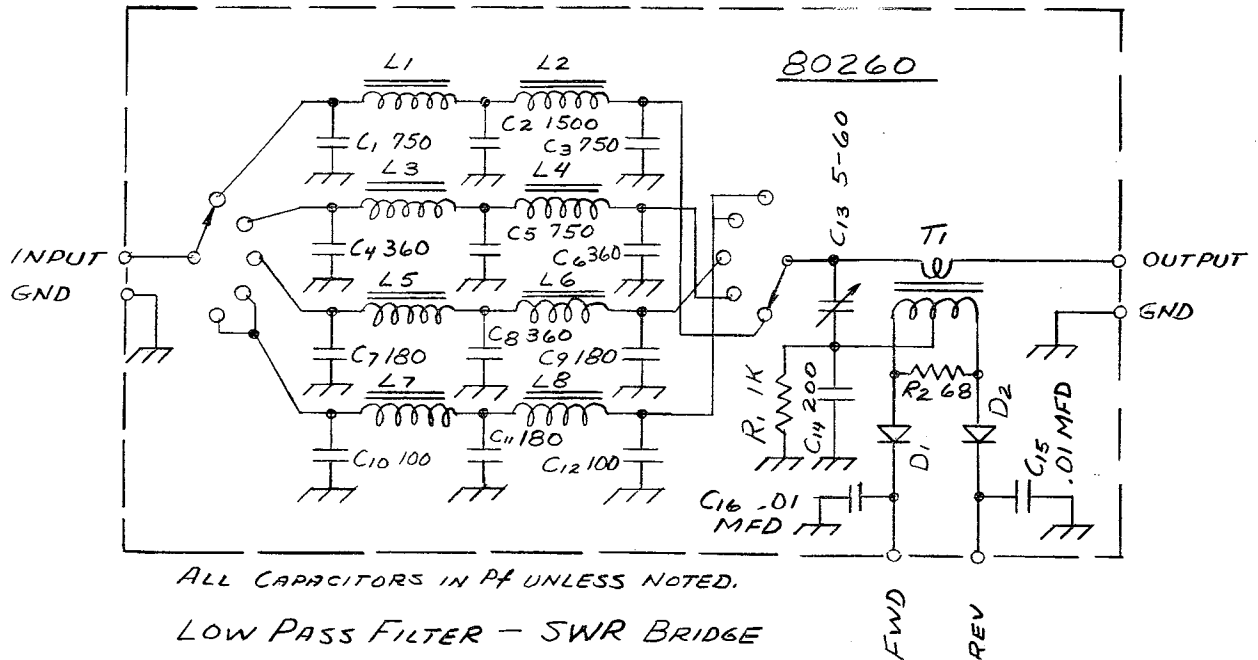 80260
L1
L2
C1 750
C2 1500
C3 750
L3
L4
C4 360
C5 750
C6 360
L5
L6
C7 180
C8 360
C9 180
L7
L8
C10 100
C11 180
C12 100
INPUT
GND
C13 5-60
T1
OUTPUT
GND
R1 1K
C14 200
R2 68
D1
D2
C15
.01 MFD
C16 .01
MFD
FWD
REV
ALL CAPACITORS IN Pf UNLESS NOTED.
LOW PASS FILTER - SWR BRIDGE